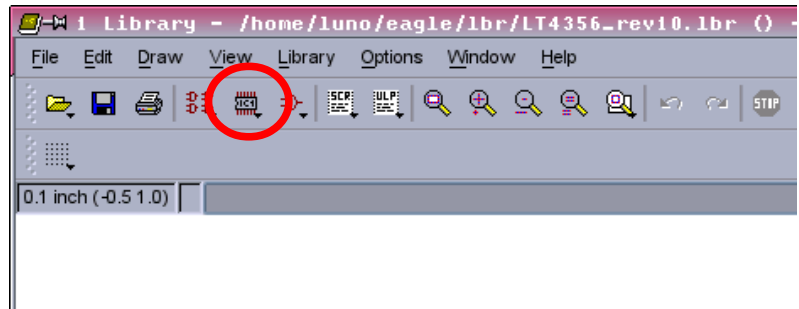 1 Library - /home/luno/eagle/lbr/LT4356_rev10.lbr () -
File Edit Draw View Library Options Window Help
IC1 SCR ULP STOP
0.1 inch (-0.5 1.0)